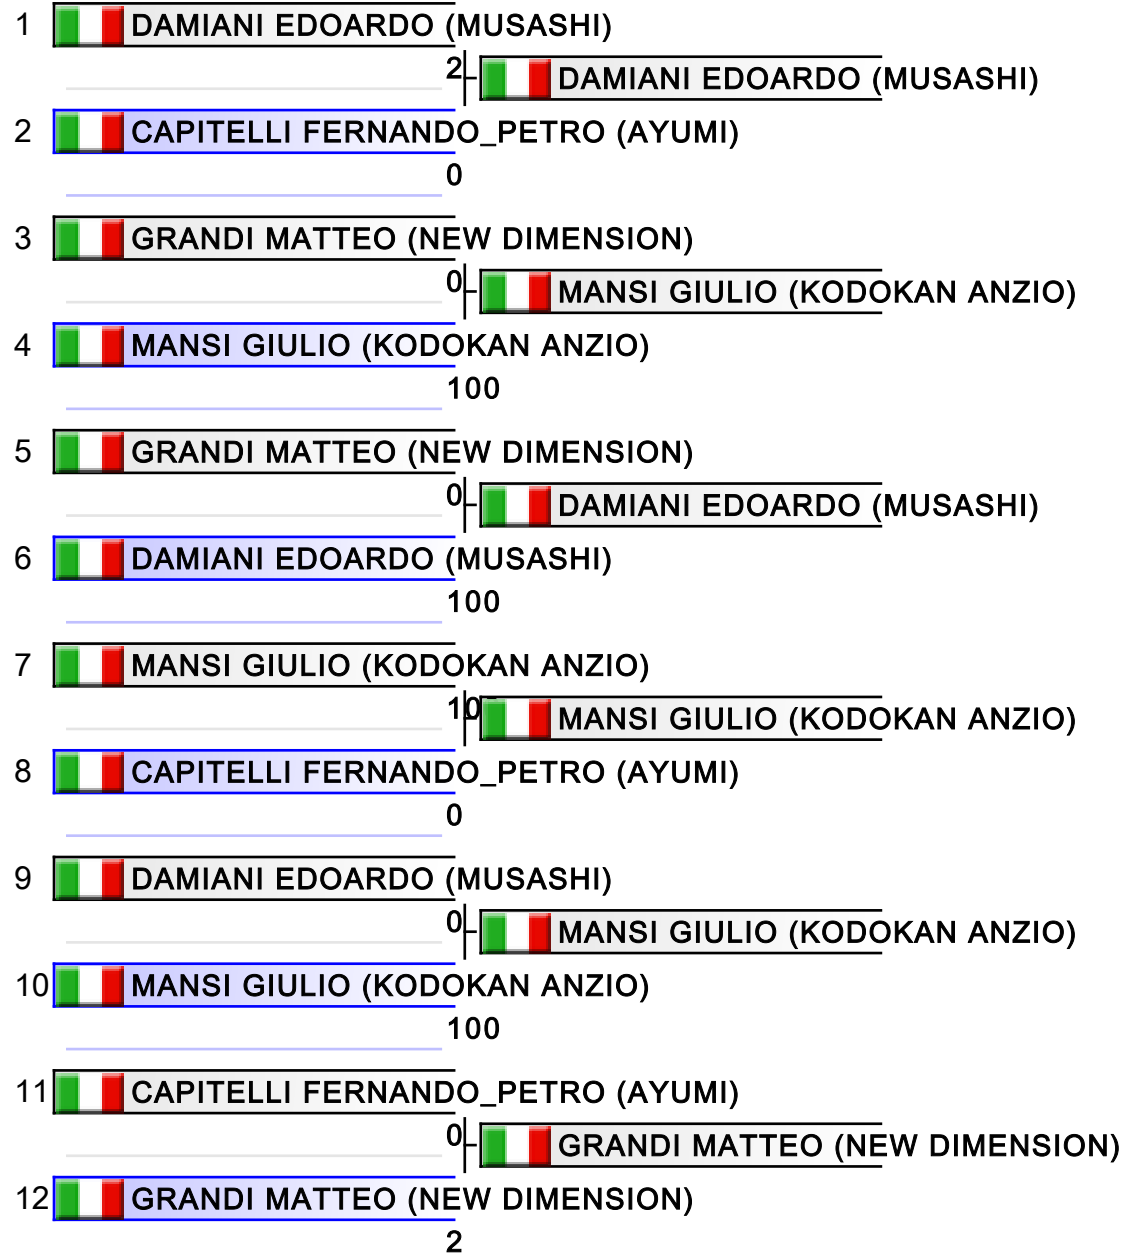 1 DAMIANI EDOARDO (MUSASHI)
2 DAMIANI EDOARDO (MUSASHI)
2 CAPITELLI FERNANDO_PETRO (AYUMI)
0
3 GRANDI MATTEO (NEW DIMENSION)
0 MANSI GIULIO (KODOKAN ANZIO)
4 MANSI GIULIO (KODOKAN ANZIO)
100
5 GRANDI MATTEO (NEW DIMENSION)
0 DAMIANI EDOARDO (MUSASHI)
6 DAMIANI EDOARDO (MUSASHI)
100
7 MANSI GIULIO (KODOKAN ANZIO)
MANSI GIULIO (KODOKAN ANZIO)
8 CAPITELLI FERNANDO_PETRO (AYUMI)
0
9 DAMIANI EDOARDO (MUSASHI)
0 MANSI GIULIO (KODOKAN ANZIO)
10 MANSI GIULIO (KODOKAN ANZIO)
100
11 CAPITELLI FERNANDO_PETRO (AYUMI)
0 GRANDI MATTEO (NEW DIMENSION)
12 GRANDI MATTEO (NEW DIMENSION)
2